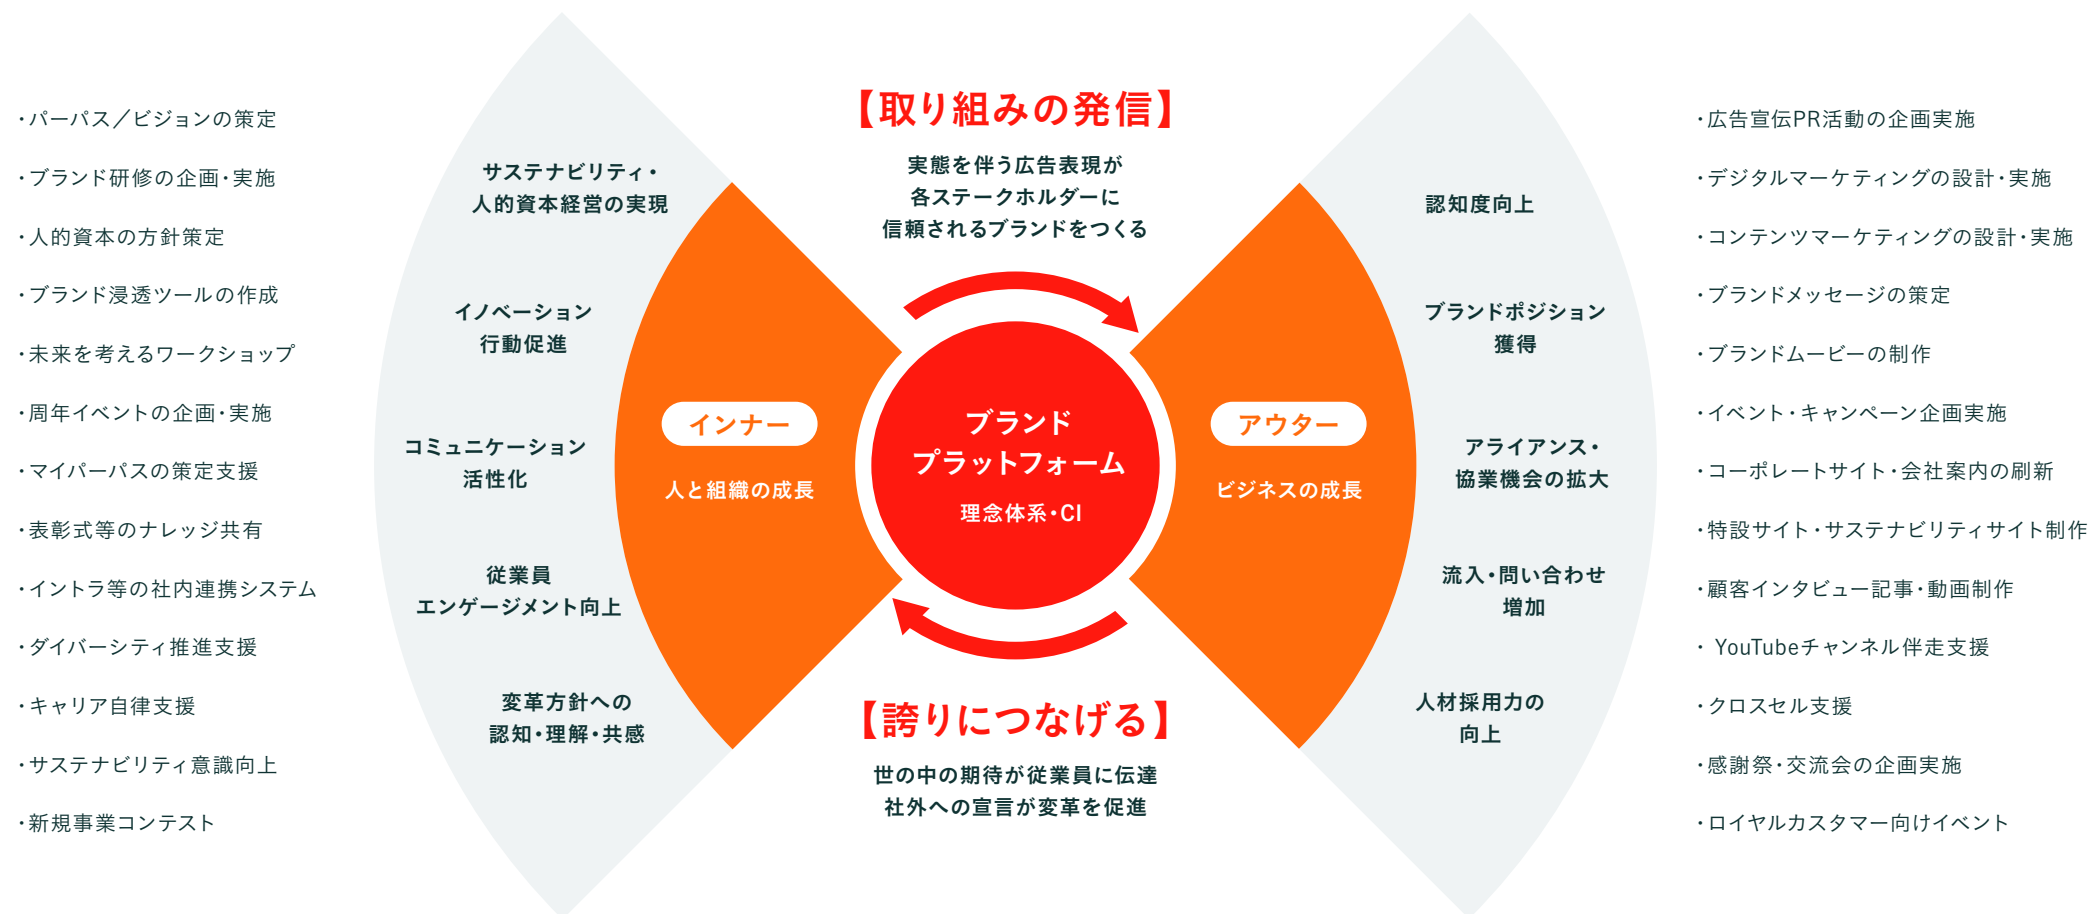 ・パーパス／ビジョンの策定
・ブランド研修の企画・実施
・人的資本の方針策定
・ブランド浸透ツールの作成
・未来を考えるワークショップ
・周年イベントの企画・実施
・マイパーパスの策定支援
・表彰式等のナレッジ共有
・イントラ等の社内連携システム
・ダイバーシティ推進支援
・キャリア自律支援
・サステナビリティ意識向上
・新規事業コンテスト
サステナビリティ・
人的資本経営の実現
イノベーション
行動促進
コミュニケーション
活性化
従業員
エンゲージメント向上
変革方針への
認知・理解・共感
インナー
人と組織の成長
【取り組みの発信】
実態を伴う広告表現が
各ステークホルダーに
信頼されるブランドをつくる
ブランド
プラットフォーム
理念体系・CI
【誇りにつなげる】
世の中の期待が従業員に伝達
社外への宣言が変革を促進
アウター
ビジネスの成長
認知度向上
ブランドポジション
獲得
アライアンス・
協業機会の拡大
流入・問い合わせ
増加
人材採用力の
向上
・広告宣伝PR活動の企画実施
・デジタルマーケティングの設計・実施
・コンテンツマーケティングの設計・実施
・ブランドメッセージの策定
・ブランドムービーの制作
・イベント・キャンペーン企画実施
・コーポレートサイト・会社案内の刷新
・特設サイト・サステナビリティサイト制作
・顧客インタビュー記事・動画制作
・ YouTubeチャンネル伴走支援
・クロスセル支援
・感謝祭・交流会の企画実施
・ロイヤルカスタマー向けイベント